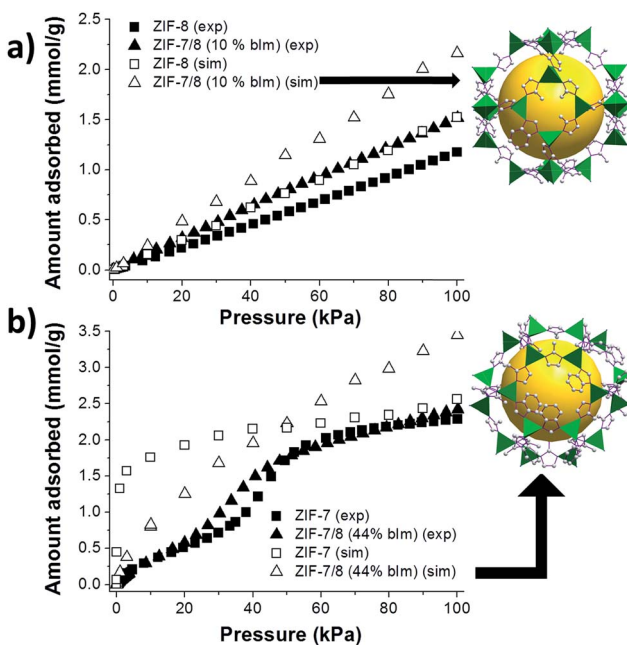 a)
2.5
2.0
1.5
1.0
0.5
0.0
Amount adsorbed (mmol/g)
ZIF-8 (exp)
ZIF-7/8 (10 % bIm) (exp)
ZIF-8 (sim)
ZIF-7/8 (10 % bIm) (sim)
0 20 40 60 80 100
Pressure (kPa)
b)
3.5
3.0
2.5
2.0
1.5
1.0
0.5
0.0
Amount adsorbed (mmol/g)
ZIF-7 (exp)
ZIF-7/8 (44% bIm) (exp)
ZIF-7 (sim)
ZIF-7/8 (44% bIm) (sim)
0 20 40 60 80 100
Pressure (kPa)